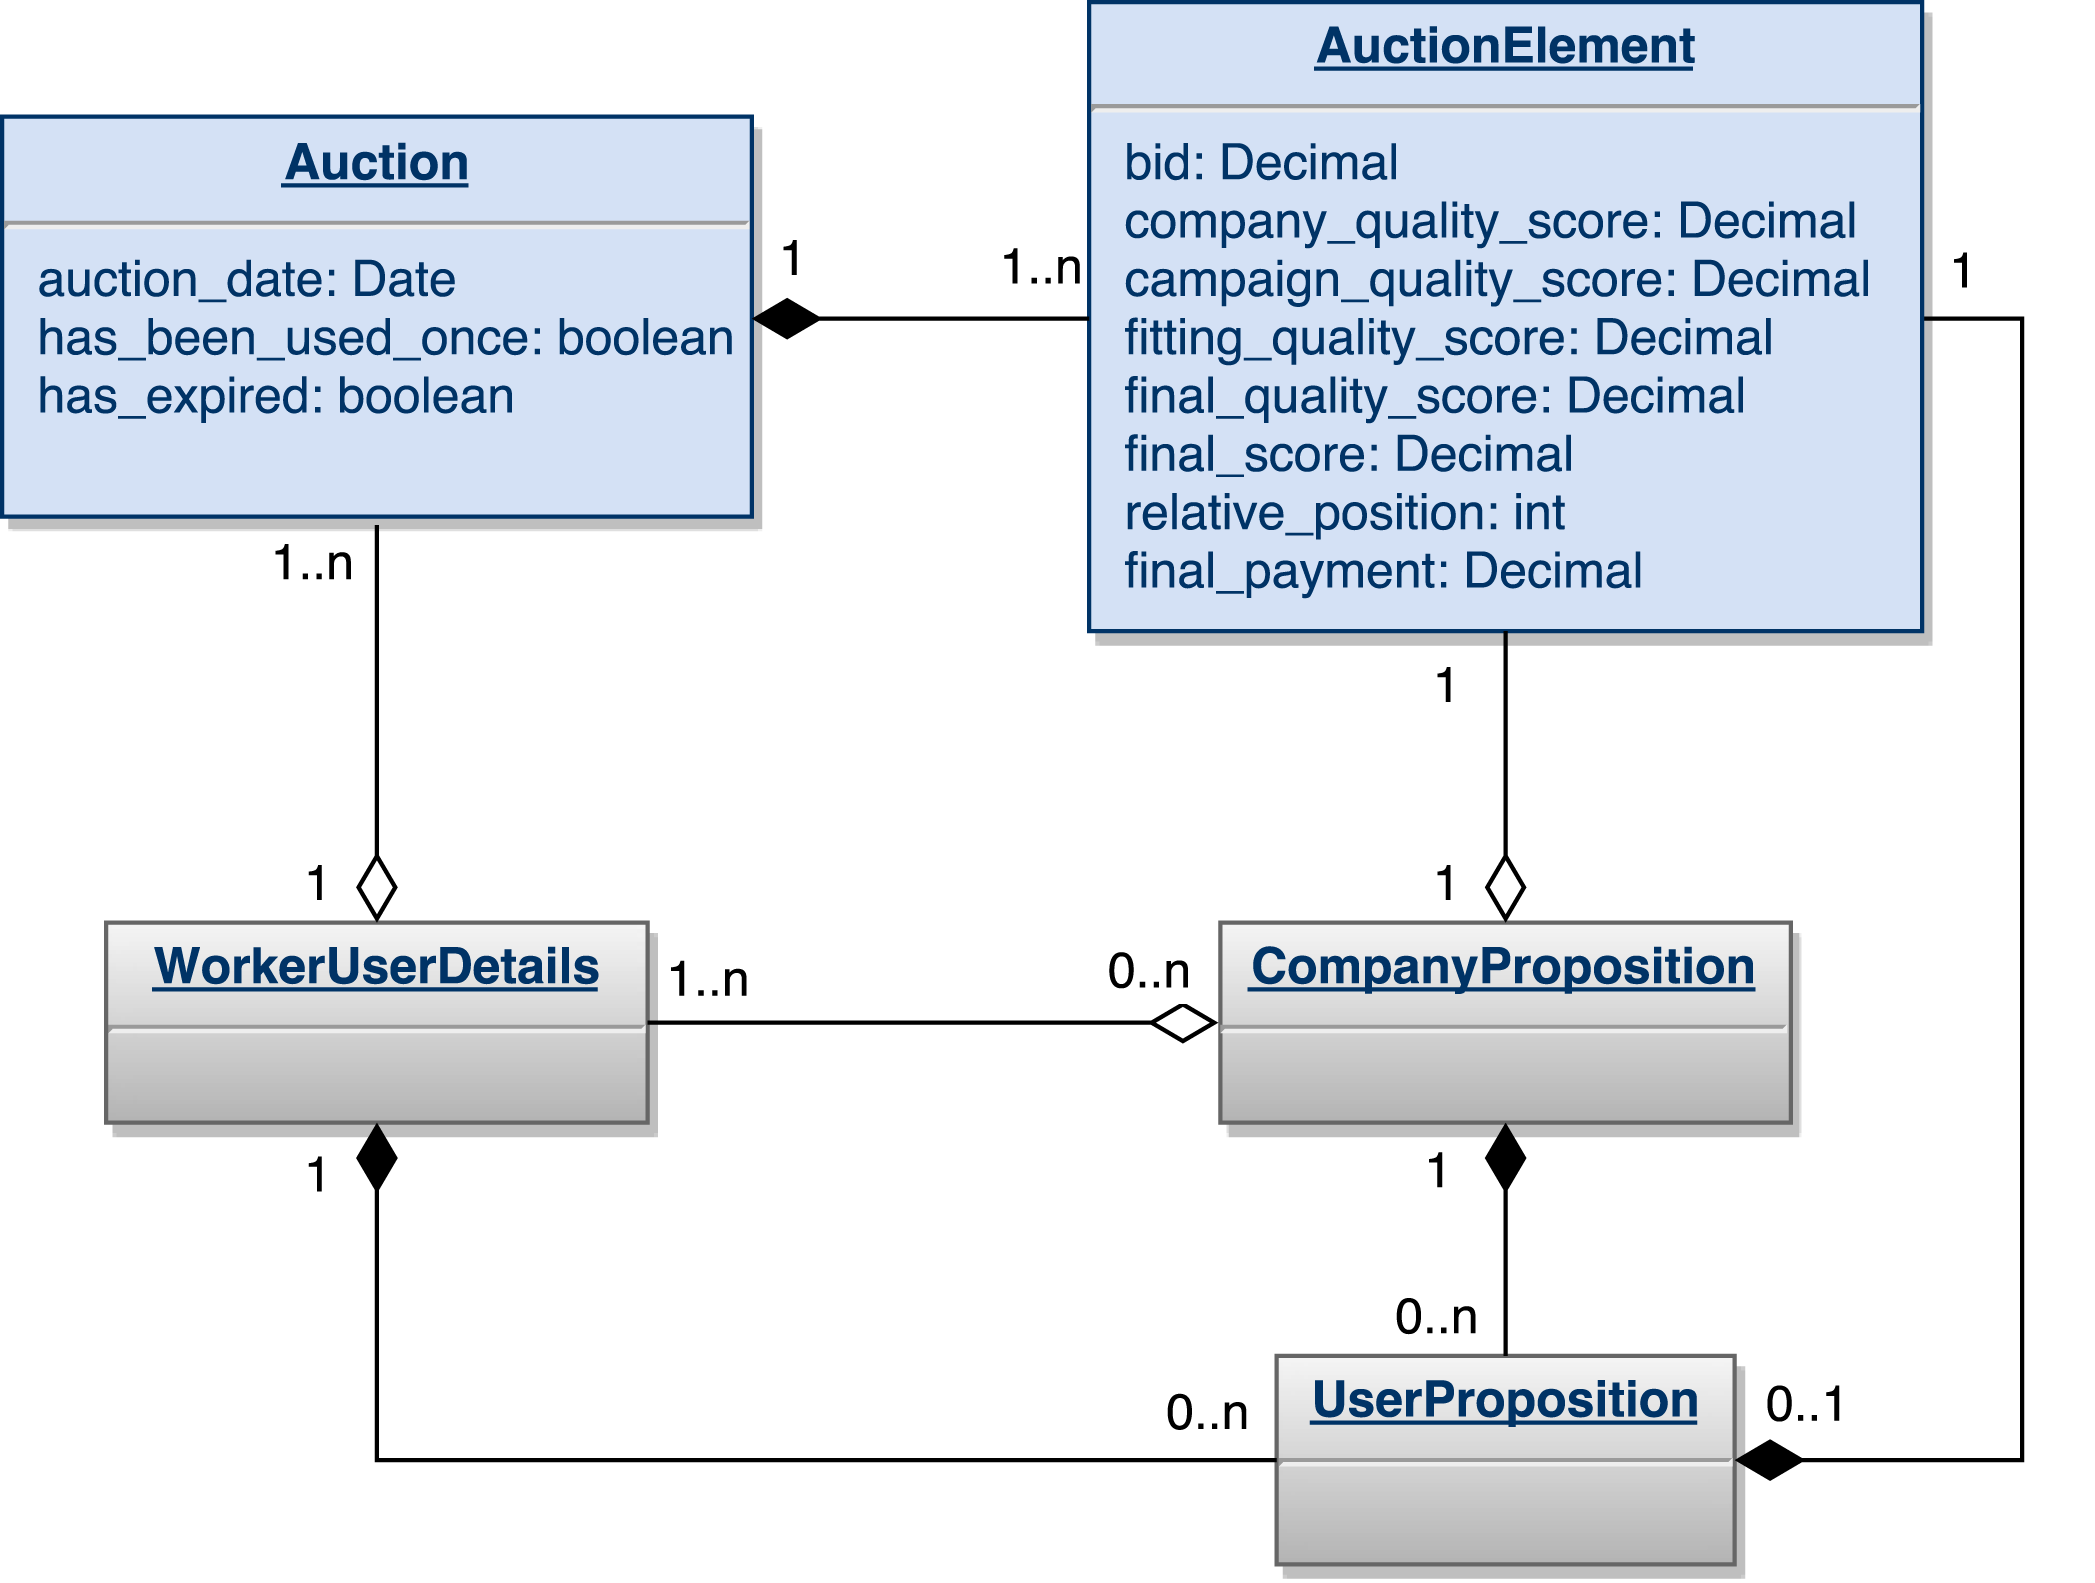 AuctionElement
bid: Decimal
company_quality_score: Decimal
campaign_quality_score: Decimal
fitting_quality_score: Decimal
final_quality_score: Decimal
final_score: Decimal
relative_position: int
final_payment: Decimal
Auction
auction_date: Date
has_been_used_once: boolean
has_expired: boolean
1
1..n
1
1..n
1
1
1
WorkerUserDetails
1..n
0..n
CompanyProposition
1
1
0..n
0..n
UserProposition
0..1